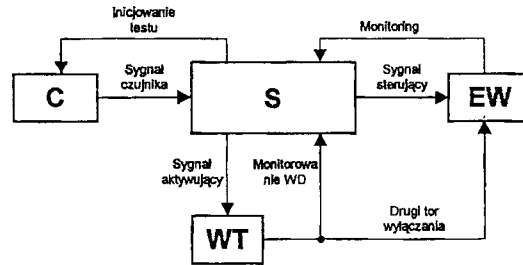 Inicjowanie
testu
Monitoring
C
Sygnał
czujnika
S
Sygnał
sterujący
EW
Sygnał
aktywujący
Monitorowa
nie WD
WT
Drugi tor
wyłączania